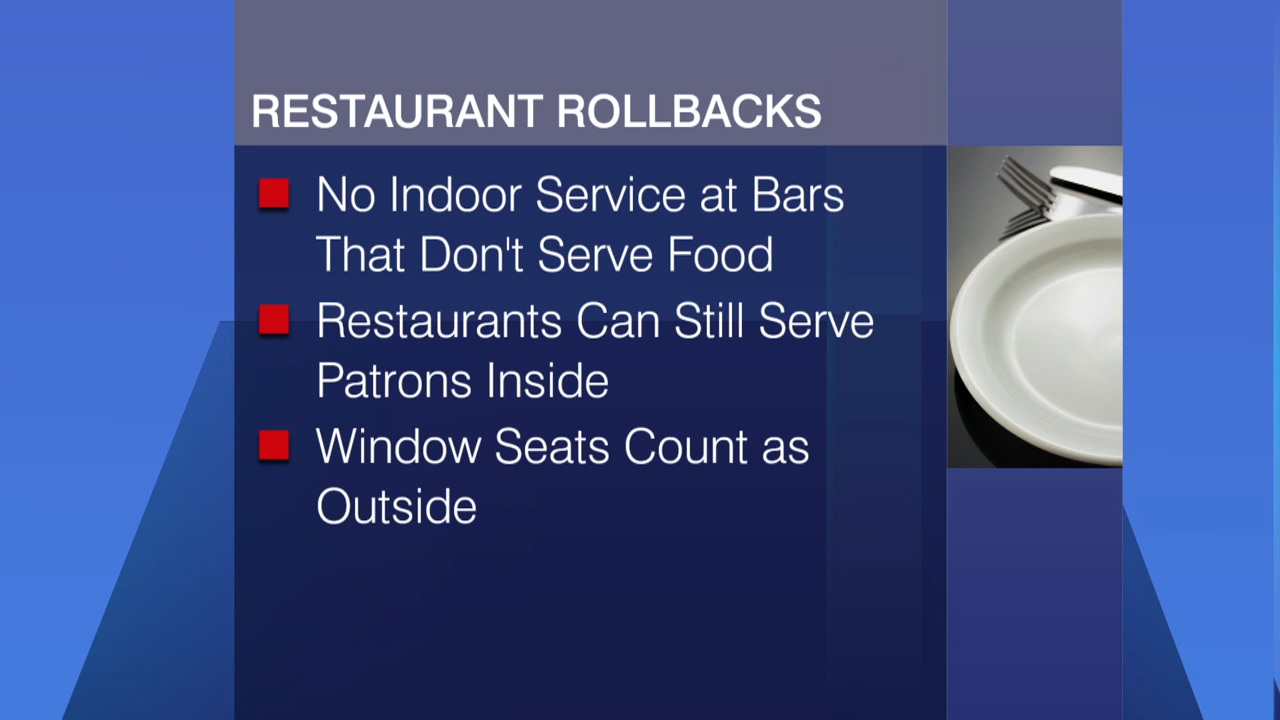 RESTAURANT ROLLBACKS
No Indoor Service at Bars
That Don't Serve Food
Restaurants Can Still Serve
Patrons Inside
Window Seats Count as
Outside